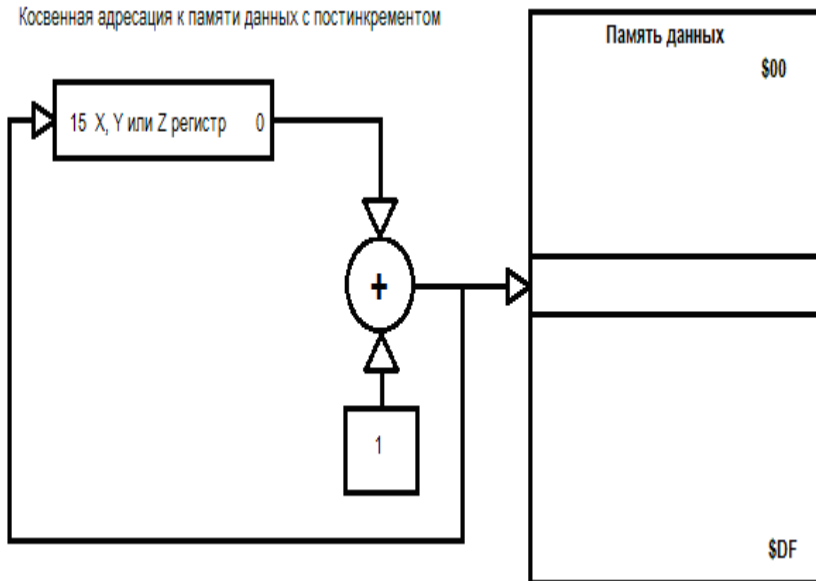 Косвенная адресация к памяти данных с постинкрементом
Память данных
$00
15 X, Y или Z регистр 0
+
1
$DF